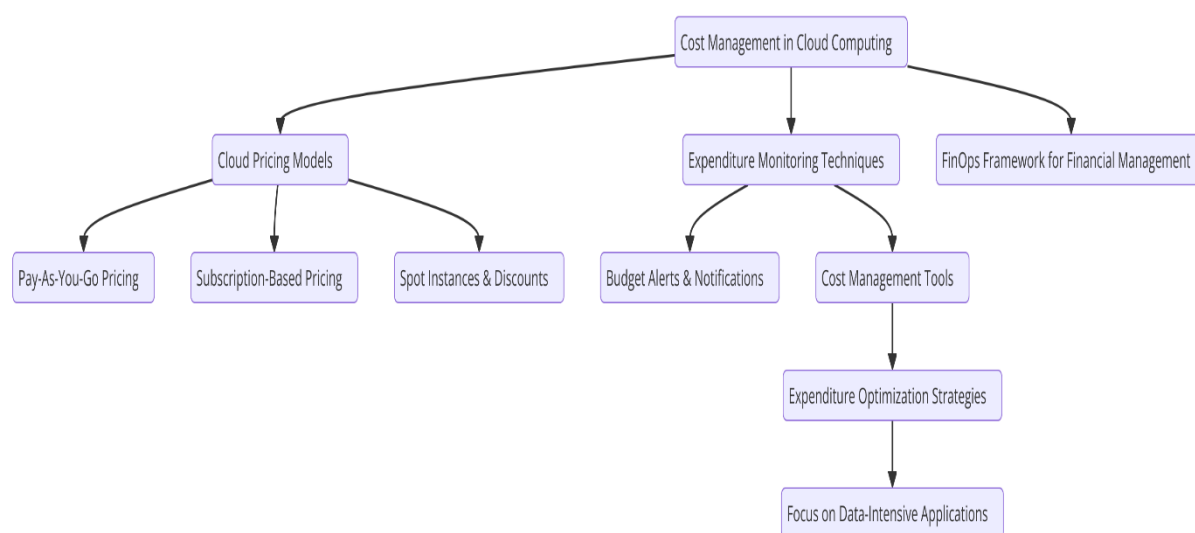 Cost Management in Cloud Computing
Cloud Pricing Models
Expenditure Monitoring Techniques
FinOps Framework for Financial Management
Pay-As-You-Go Pricing
Subscription-Based Pricing
Spot Instances & Discounts
Budget Alerts & Notifications
Cost Management Tools
Expenditure Optimization Strategies
Focus on Data-Intensive Applications